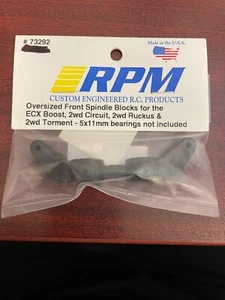 # 73292
Made in the U.S.A.
RPM
CUSTOM ENGINEERED R.C. PRODUCTS
Oversized Front Spindle Blocks for the
ECX Boost, 2wd Circuit, 2wd Ruckus &
2wd Torment - 5x11mm bearings not included